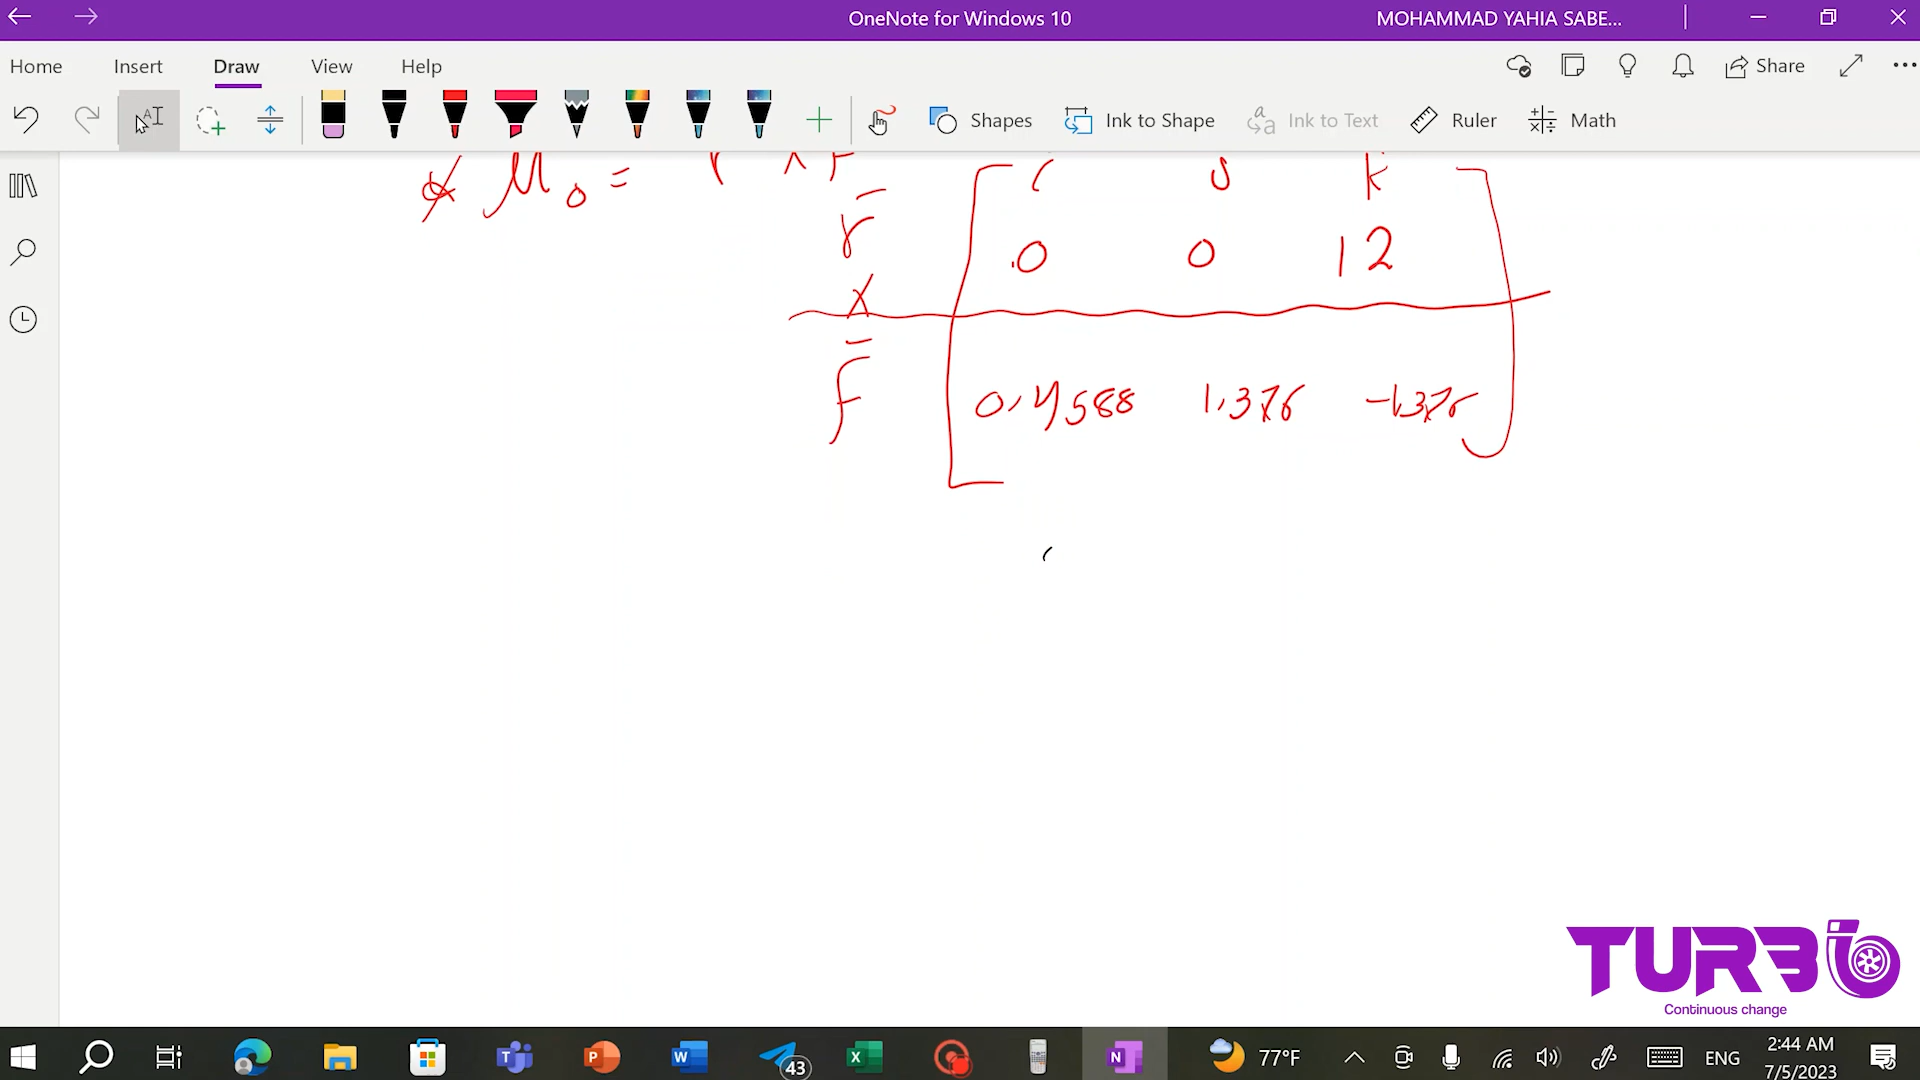 OneNote for Windows 10
MOHAMMAD YAHIA SABE...
Home Insert Draw View Help
Share
Shapes Ink to Shape Ink to Text Ruler Math
M₀ = r × F
i j k
r 0 0 12
×
F 0.4588 1.376 -1.376
TURBO
Continuous change
43
77°F
ENG
2:44 AM
7/5/2023